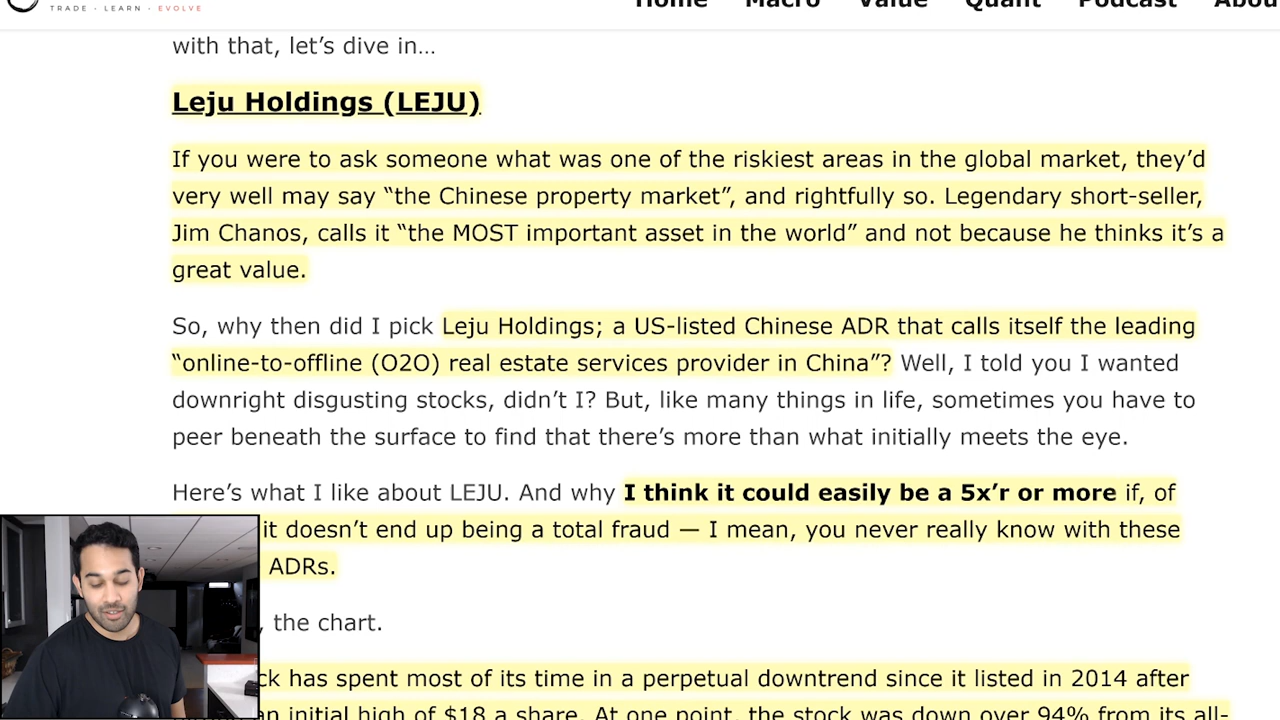 TRADE · LEARN · EVOLVE
Home Macro Value Quant Podcast
with that, let’s dive in…
Leju Holdings (LEJU)
If you were to ask someone what was one of the riskiest areas in the global market, they’d
very well may say “the Chinese property market”, and rightfully so. Legendary short-seller,
Jim Chanos, calls it “the MOST important asset in the world” and not because he thinks it’s a
great value.
So, why then did I pick Leju Holdings; a US-listed Chinese ADR that calls itself the leading
“online-to-offline (O2O) real estate services provider in China”? Well, I told you I wanted
downright disgusting stocks, didn’t I? But, like many things in life, sometimes you have to
peer beneath the surface to find that there’s more than what initially meets the eye.
Here’s what I like about LEJU. And why I think it could easily be a 5x’r or more if, of
it doesn’t end up being a total fraud — I mean, you never really know with these
ADRs.
the chart.
has spent most of its time in a perpetual downtrend since it listed in 2014 after
an initial high of $18 a share. At one point, the stock was down over 94% from its all-